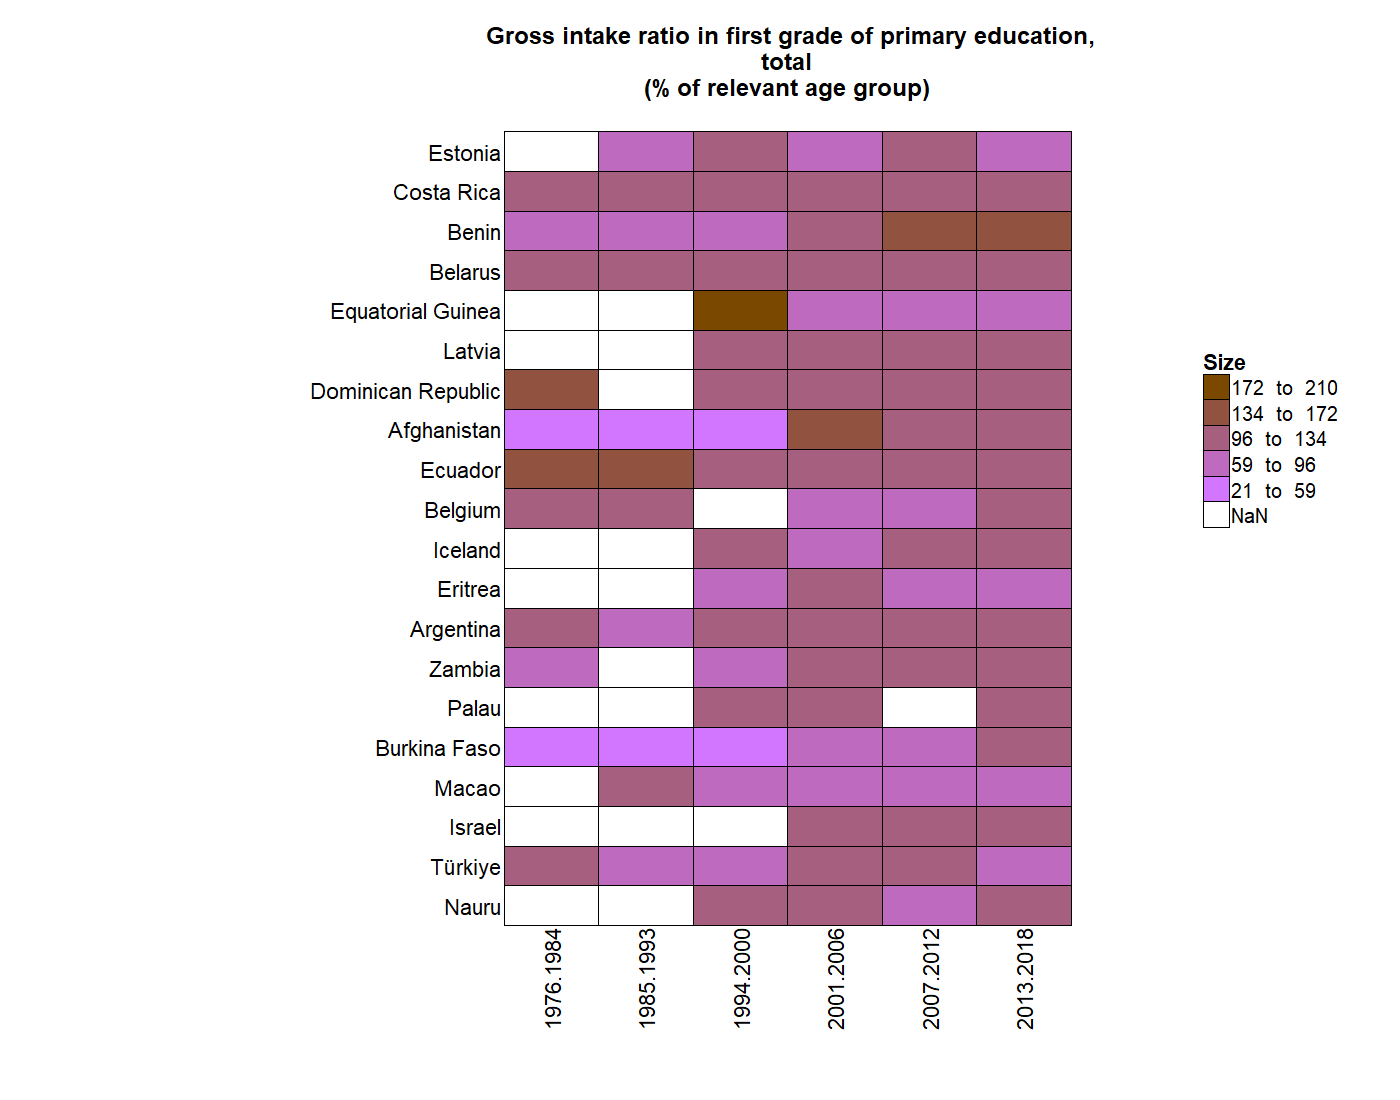 Gross intake ratio in first grade of primary education,
total
(% of relevant age group)
Estonia
Costa Rica
Benin
Belarus
Equatorial Guinea
Latvia
Dominican Republic
Afghanistan
Ecuador
Belgium
Iceland
Eritrea
Argentina
Zambia
Palau
Burkina Faso
Macao
Israel
Türkiye
Nauru
1976.1984
1985.1993
1994.2000
2001.2006
2007.2012
2013.2018
Size
172 to 210
134 to 172
96 to 134
59 to 96
21 to 59
NaN